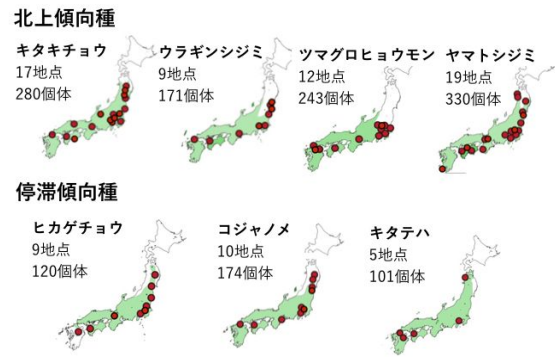 北上傾向種
キタキチョウ
17地点
280個体
ウラギンシジミ
9地点
171個体
ツマグロヒョウモン
12地点
243個体
ヤマトシジミ
19地点
330個体
停滞傾向種
ヒカゲチョウ
9地点
120個体
コジャノメ
10地点
174個体
キタテハ
5地点
101個体